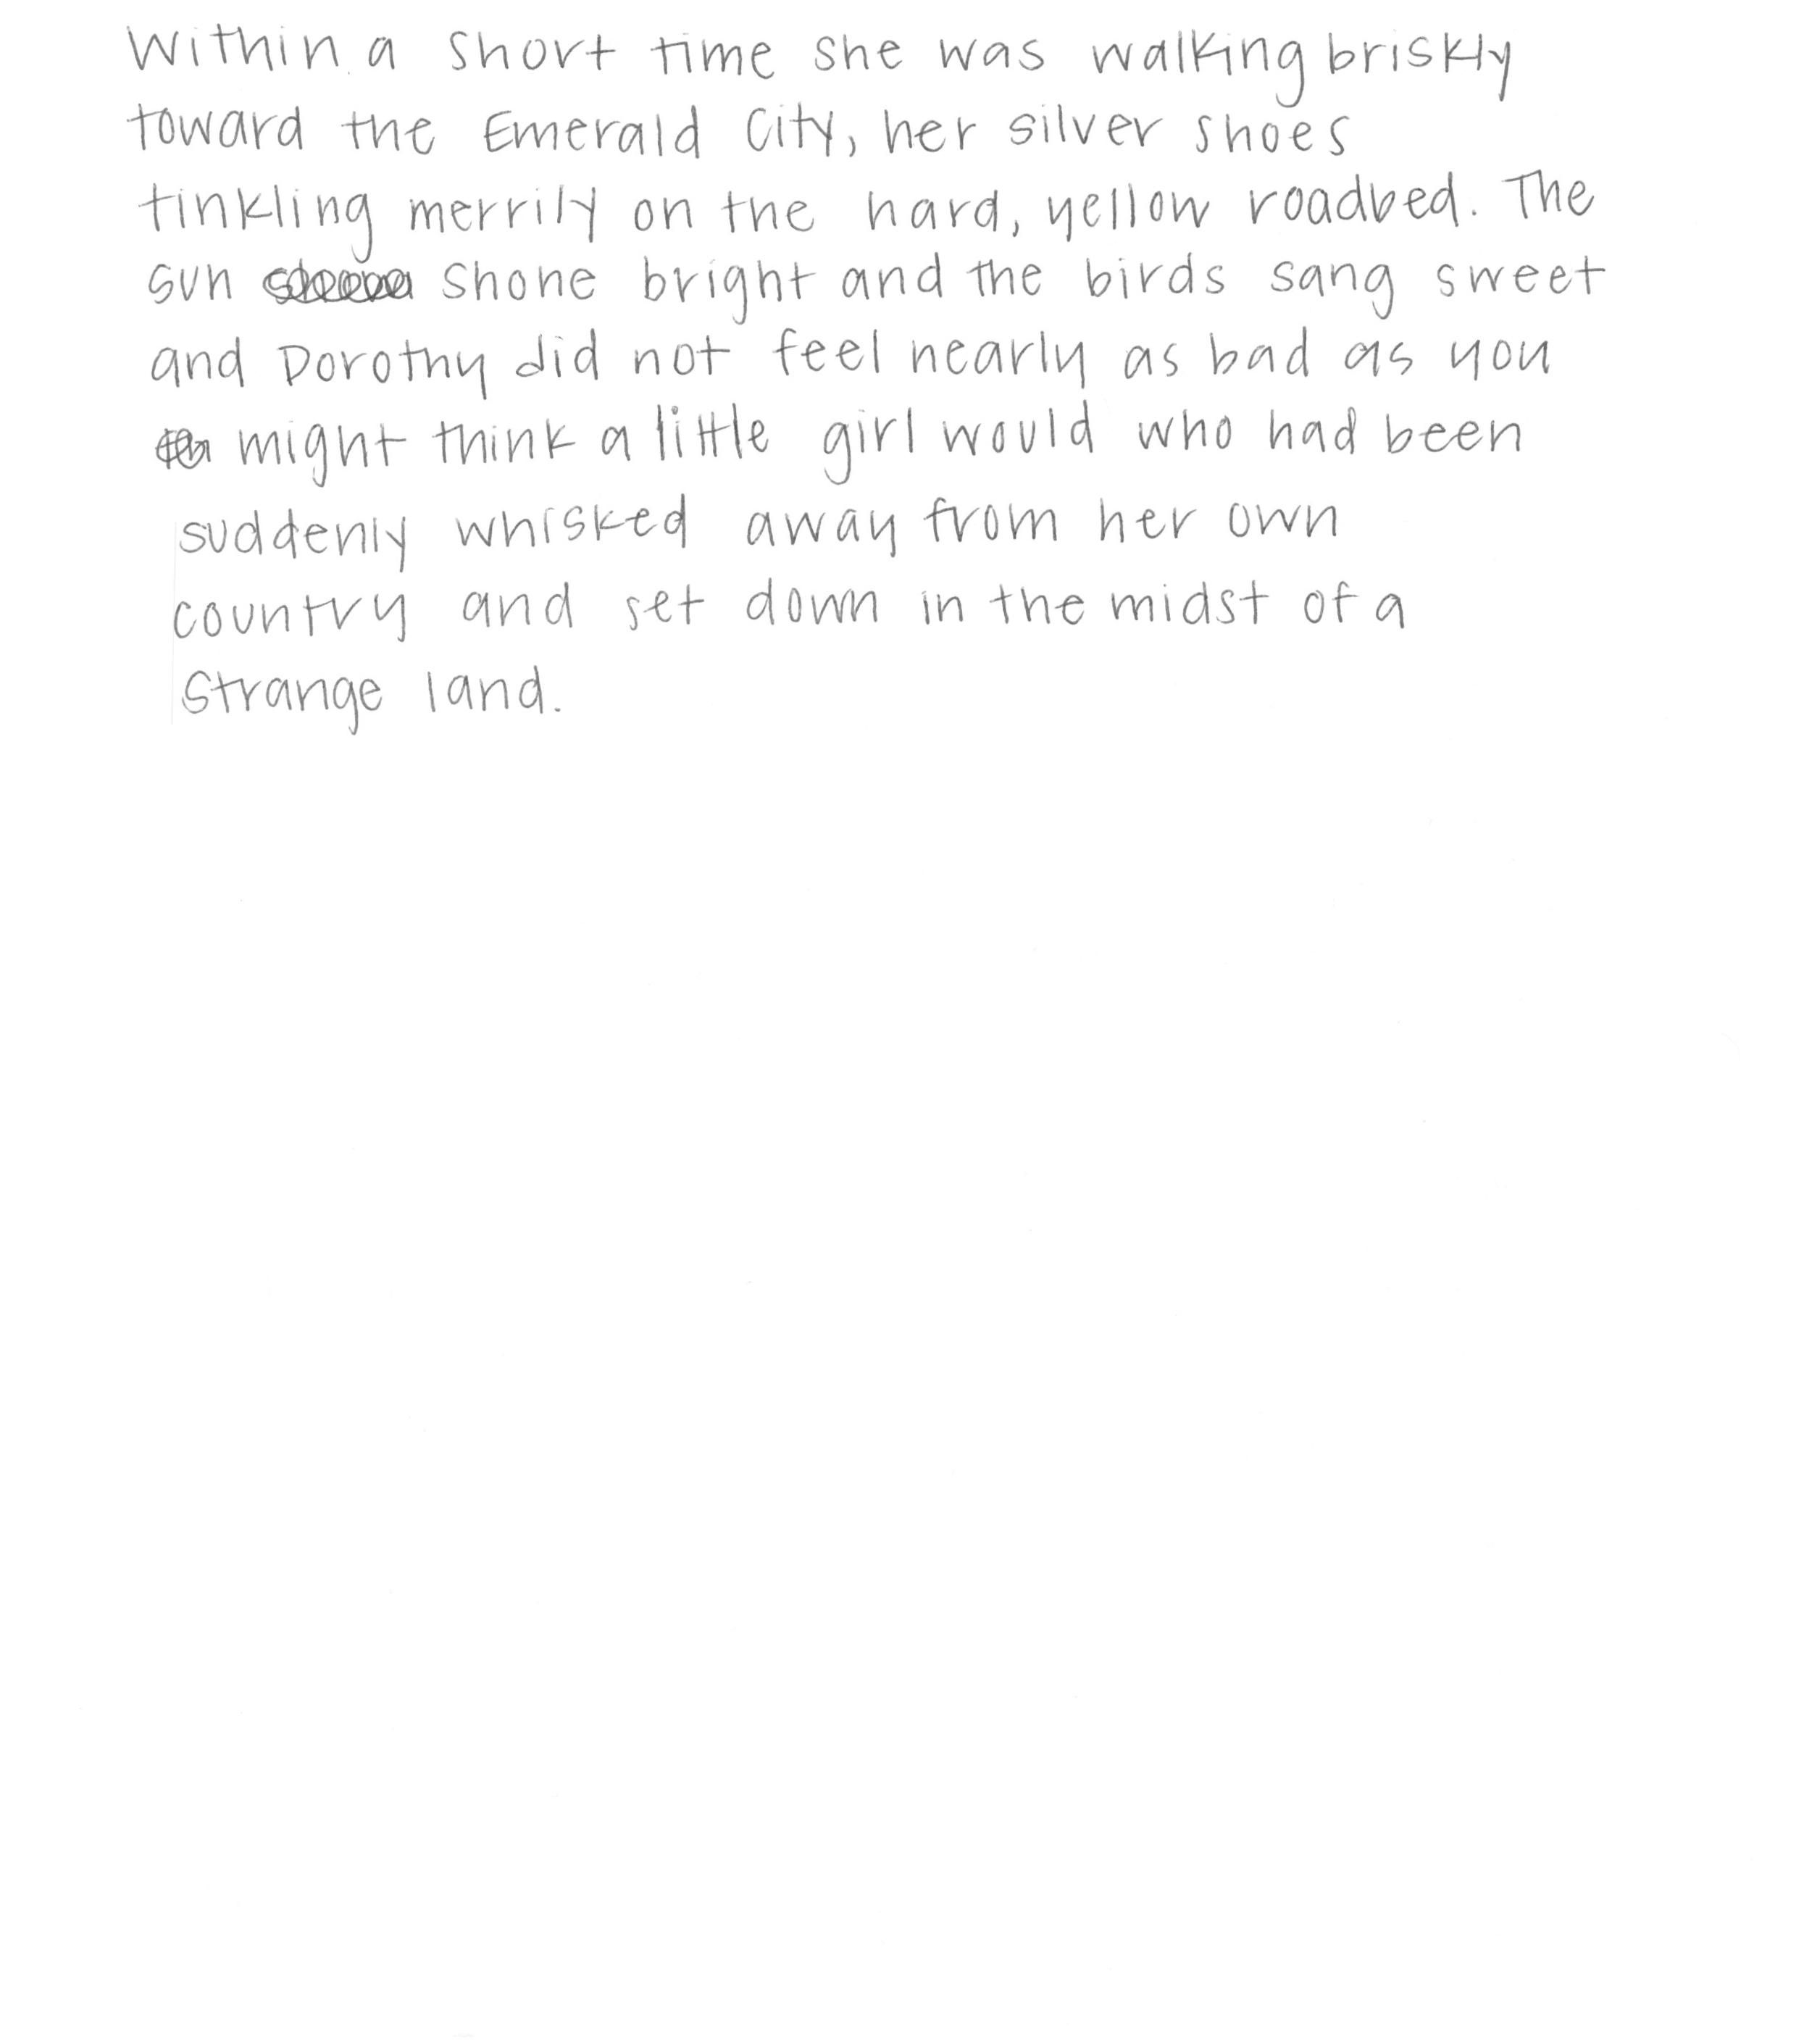 Within a short time she was walking briskly
toward the Emerald City, her silver shoes
tinkling merrily on the hard, yellow roadbed. The
sun shone bright and the birds sang sweet
and Dorothy did not feel nearly as bad as you
might think a little girl would who had been
suddenly whisked away from her own
country and set down in the midst of a
strange land.